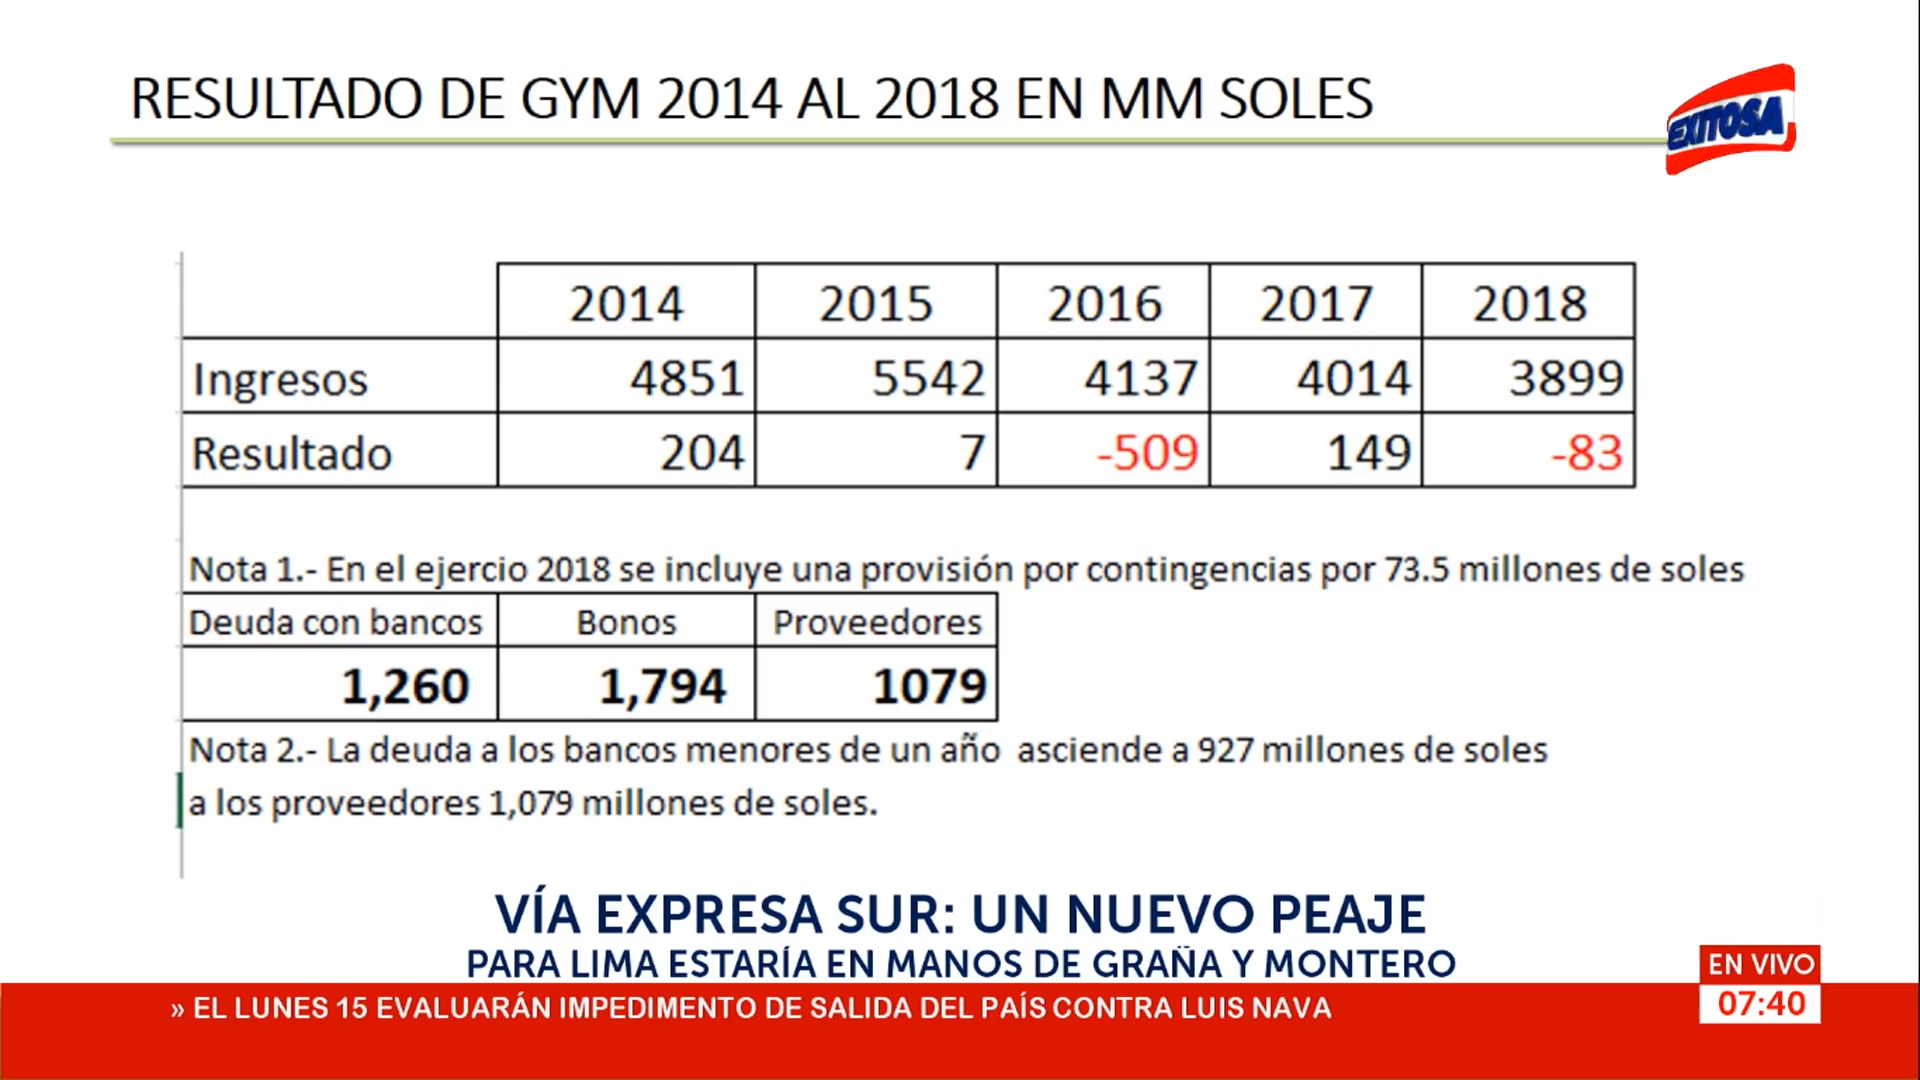 RESULTADO DE GYM 2014 AL 2018 EN MM SOLES
EXITOSA
2014 2015 2016 2017 2018
Ingresos 4851 5542 4137 4014 3899
Resultado 204 7 -509 149 -83
Nota 1.- En el ejercio 2018 se incluye una provisión por contingencias por 73.5 millones de soles
Deuda con bancos Bonos Proveedores
1,260 1,794 1079
Nota 2.- La deuda a los bancos menores de un año asciende a 927 millones de soles
a los proveedores 1,079 millones de soles.
VÍA EXPRESA SUR: UN NUEVO PEAJE
PARA LIMA ESTARÍA EN MANOS DE GRAÑA Y MONTERO
EN VIVO
» EL LUNES 15 EVALUARÁN IMPEDIMENTO DE SALIDA DEL PAÍS CONTRA LUIS NAVA
07:40